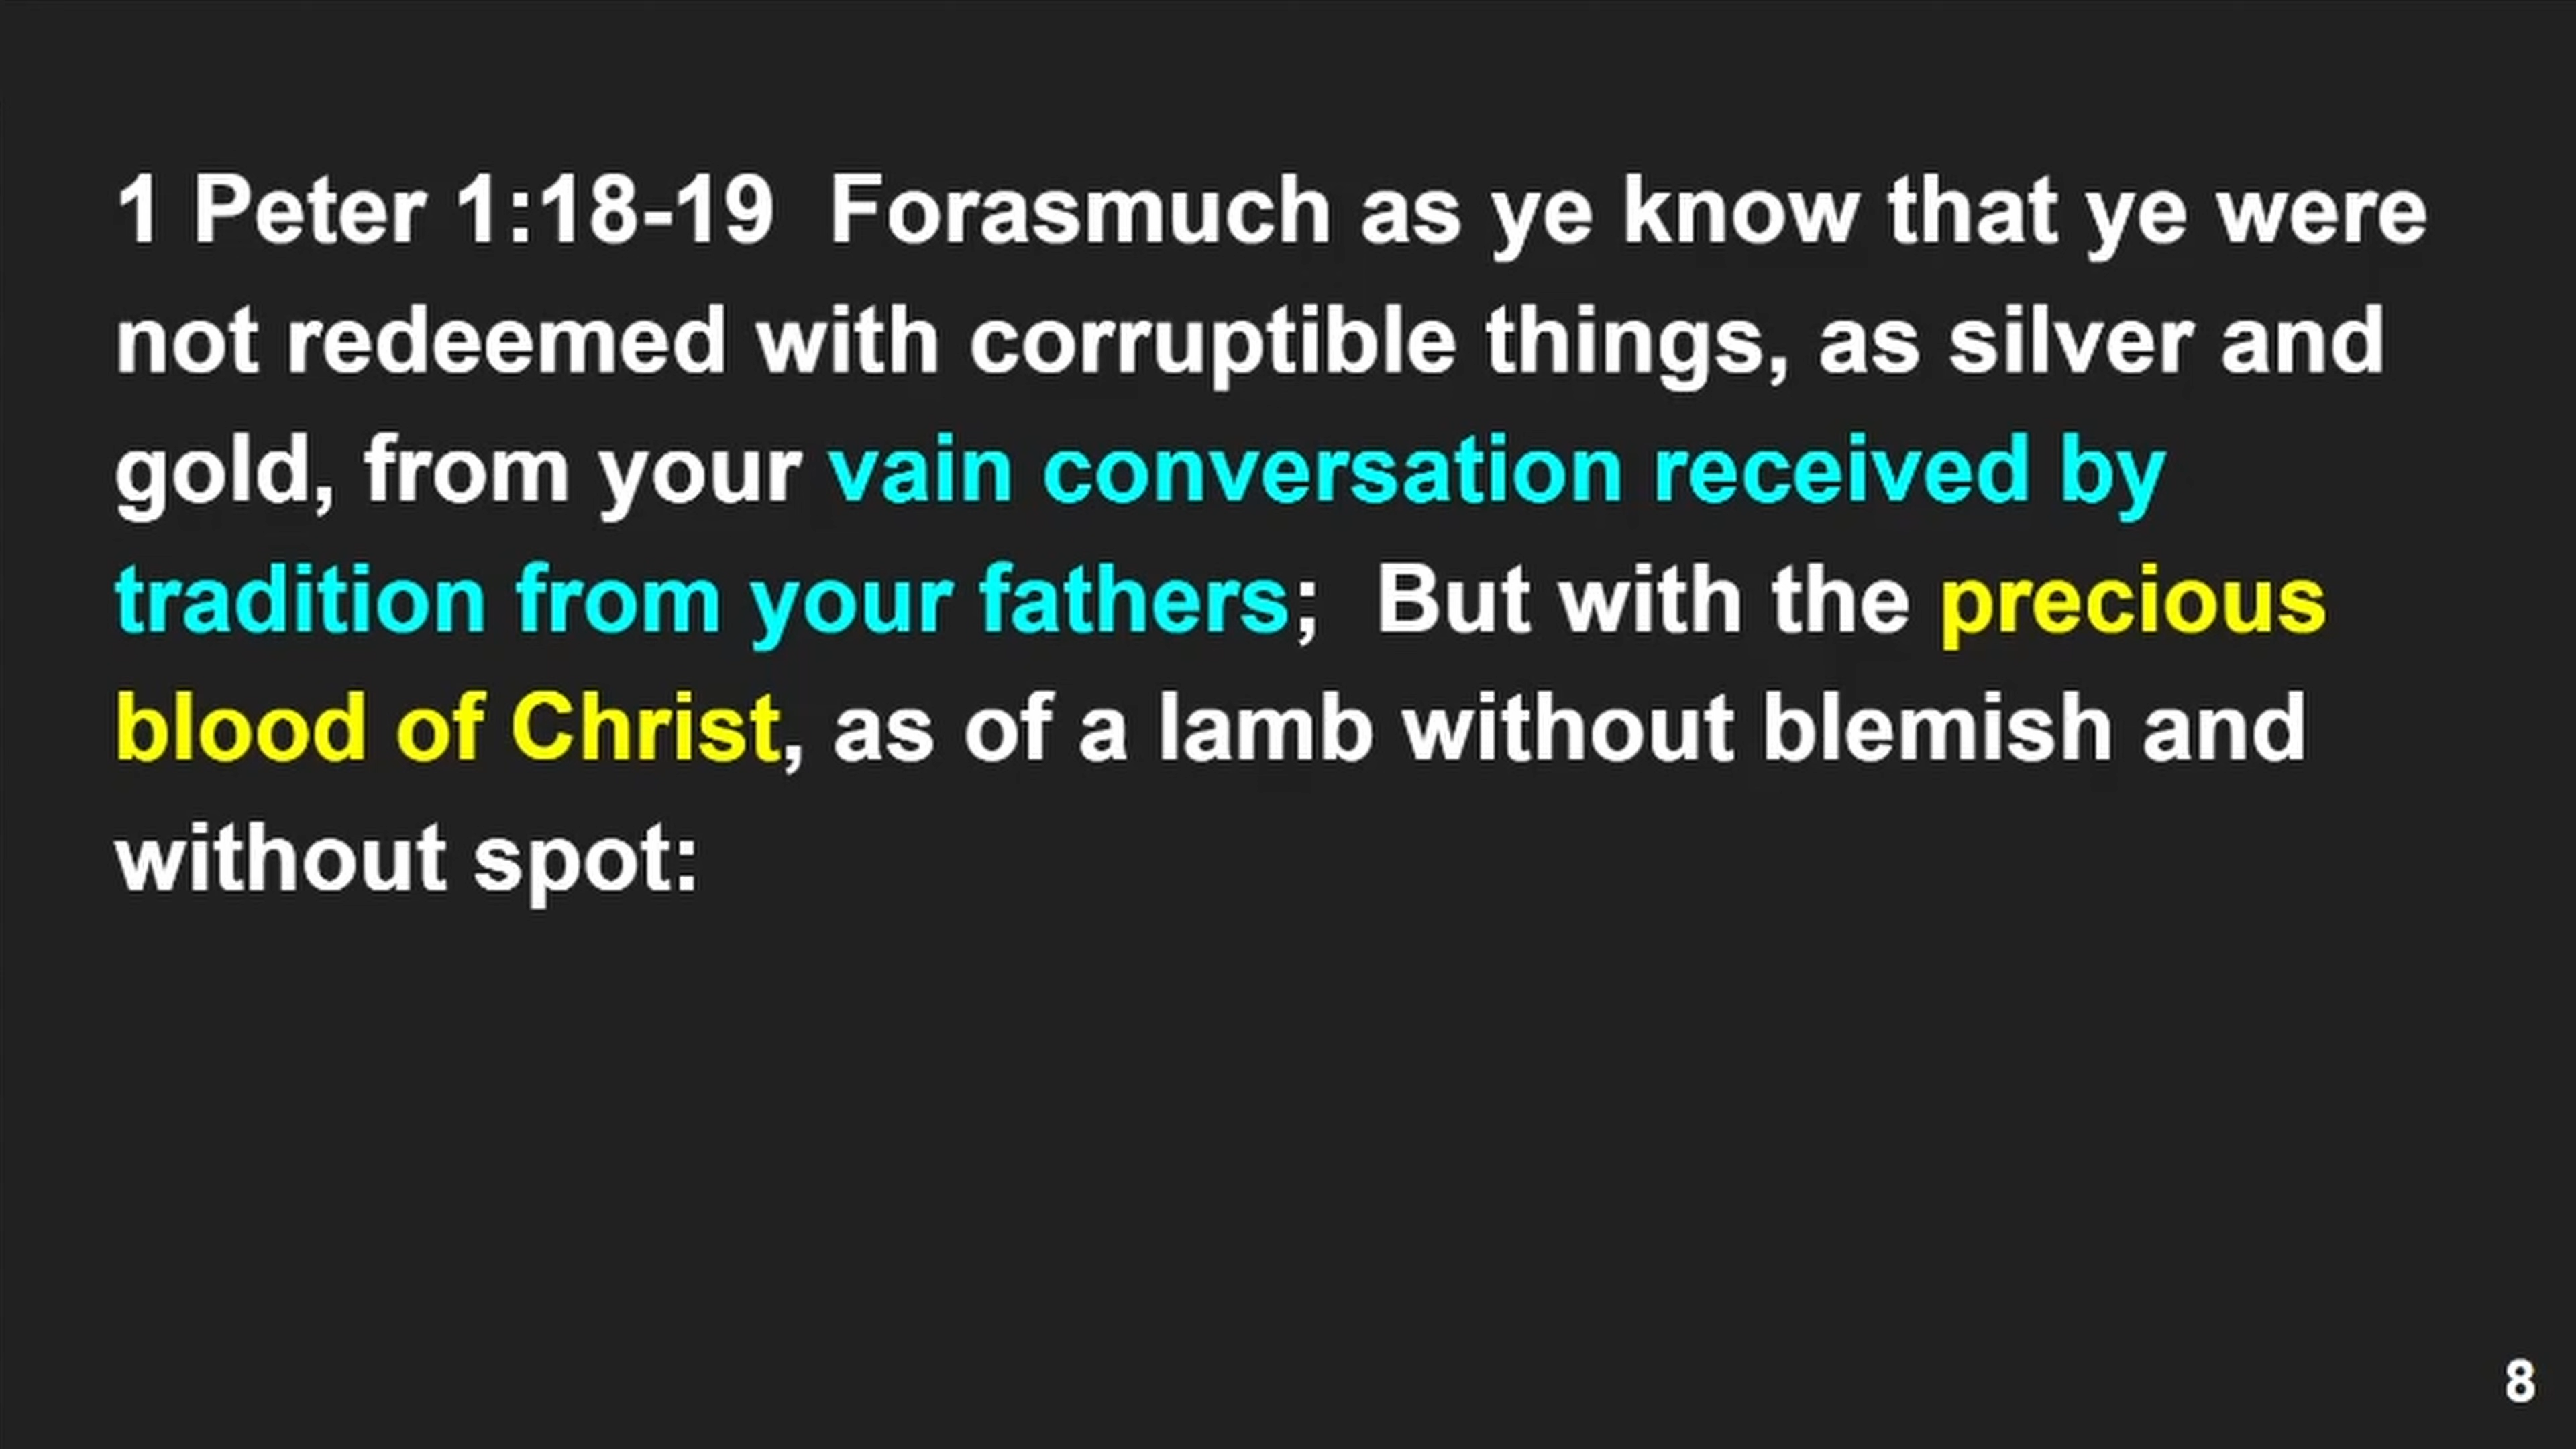 1 Peter 1:18-19  Forasmuch as ye know that ye were
not redeemed with corruptible things, as silver and
gold, from your vain conversation received by
tradition from your fathers;  But with the precious
blood of Christ, as of a lamb without blemish and
without spot:
8